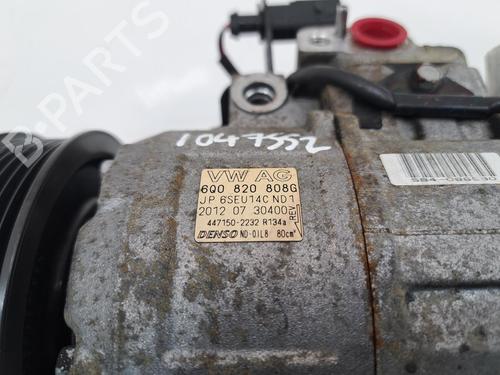 1047552
VW AG
6Q0 820 808G
JP 6SEU14C ND1
2012 07 30400
REV
447150-2232 R134a
DENSO ND-OIL8 80cm³
B-PARTS